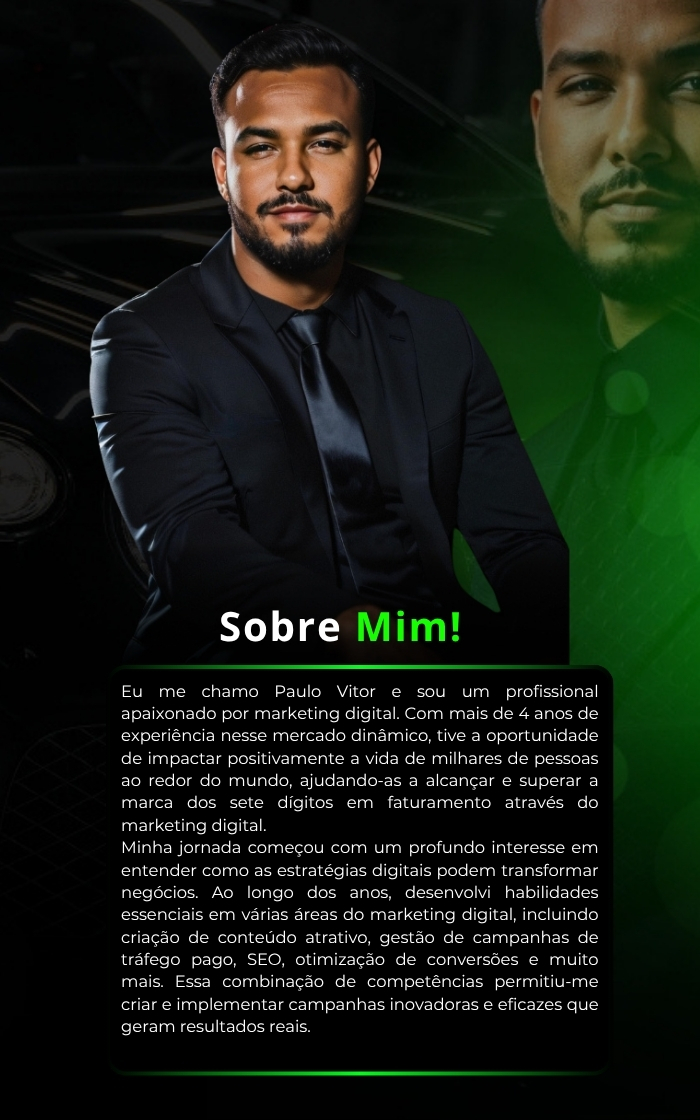 Sobre Mim!
Eu me chamo Paulo Vitor e sou um profissional
apaixonado por marketing digital. Com mais de 4 anos de
experiência nesse mercado dinâmico, tive a oportunidade
de impactar positivamente a vida de milhares de pessoas
ao redor do mundo, ajudando-as a alcançar e superar a
marca dos sete dígitos em faturamento através do
marketing digital.
Minha jornada começou com um profundo interesse em
entender como as estratégias digitais podem transformar
negócios. Ao longo dos anos, desenvolvi habilidades
essenciais em várias áreas do marketing digital, incluindo
criação de conteúdo atrativo, gestão de campanhas de
tráfego pago, SEO, otimização de conversões e muito
mais. Essa combinação de competências permitiu-me
criar e implementar campanhas inovadoras e eficazes que
geram resultados reais.